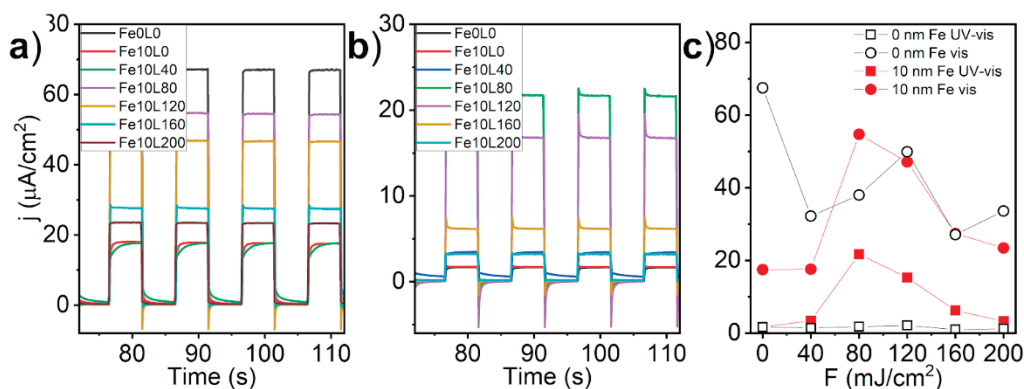 a)
j (μA/cm²)
30
60
50
40
30
20
10
0
Fe0L0
Fe10L0
Fe10L40
Fe10L80
Fe10L120
Fe10L160
Fe10L200
80
90
100
110
Time (s)
b)
30
20
10
0
Fe0L0
Fe10L0
Fe10L40
Fe10L80
Fe10L120
Fe10L160
Fe10L200
80
90
100
110
Time (s)
c)
0 nm Fe UV-vis
0 nm Fe vis
10 nm Fe UV-vis
10 nm Fe vis
80
60
40
20
0
0
40
80
120
160
200
F (mJ/cm²)